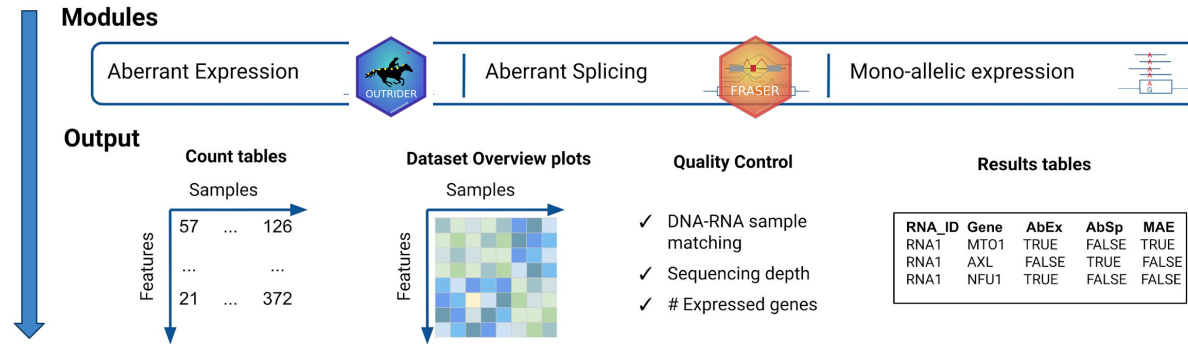 Modules
Aberrant Expression
OUTRIDER
Aberrant Splicing
FRASER
Mono-allelic expression
A
A
A
A
A
G
Output
Count tables
Samples
Features
57 ... 126
... ...
21 ... 372
Dataset Overview plots
Samples
Features
Quality Control
✓ DNA-RNA sample
matching
✓ Sequencing depth
✓ # Expressed genes
Results tables
RNA_ID Gene AbEx AbSp MAE
RNA1 MTO1 TRUE FALSE TRUE
RNA1 AXL FALSE TRUE FALSE
RNA1 NFU1 TRUE FALSE FALSE